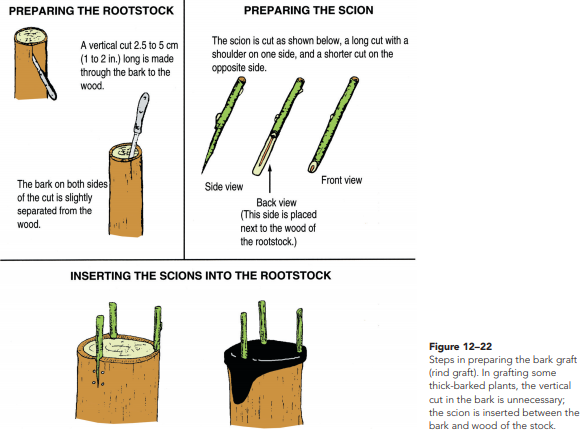 PREPARING THE ROOTSTOCK
A vertical cut 2.5 to 5 cm
(1 to 2 in.) long is made
through the bark to the
wood.
The bark on both sides
of the cut is slightly
separated from the
wood.
PREPARING THE SCION
The scion is cut as shown below, a long cut with a
shoulder on one side, and a shorter cut on the
opposite side.
Side view
Back view
(This side is placed
next to the wood of
the rootstock.)
Front view
INSERTING THE SCIONS INTO THE ROOTSTOCK
Figure 12–22
Steps in preparing the bark graft
(rind graft). In grafting some
thick-barked plants, the vertical
cut in the bark is unnecessary;
the scion is inserted between the
bark and wood of the stock.